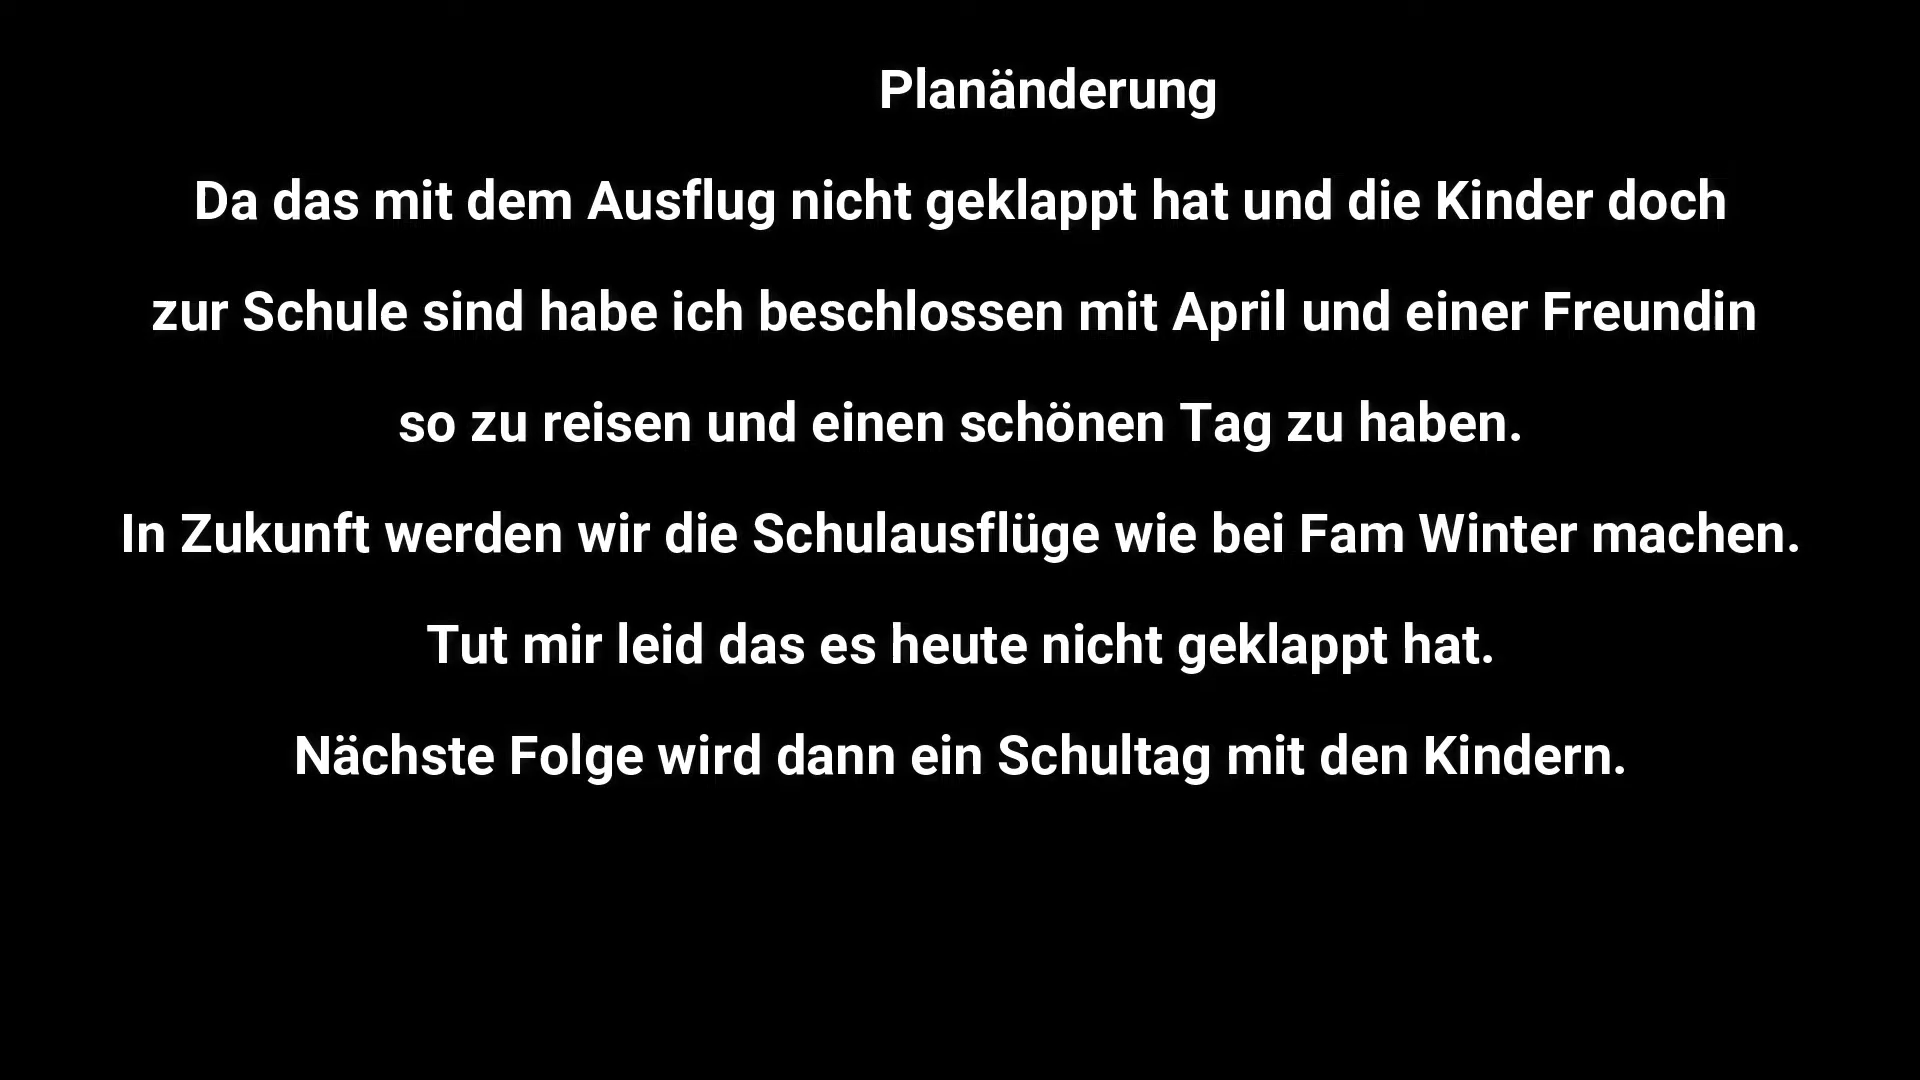 Planänderung
Da das mit dem Ausflug nicht geklappt hat und die Kinder doch
zur Schule sind habe ich beschlossen mit April und einer Freundin
so zu reisen und einen schönen Tag zu haben.
In Zukunft werden wir die Schulausflüge wie bei Fam Winter machen.
Tut mir leid das es heute nicht geklappt hat.
Nächste Folge wird dann ein Schultag mit den Kindern.